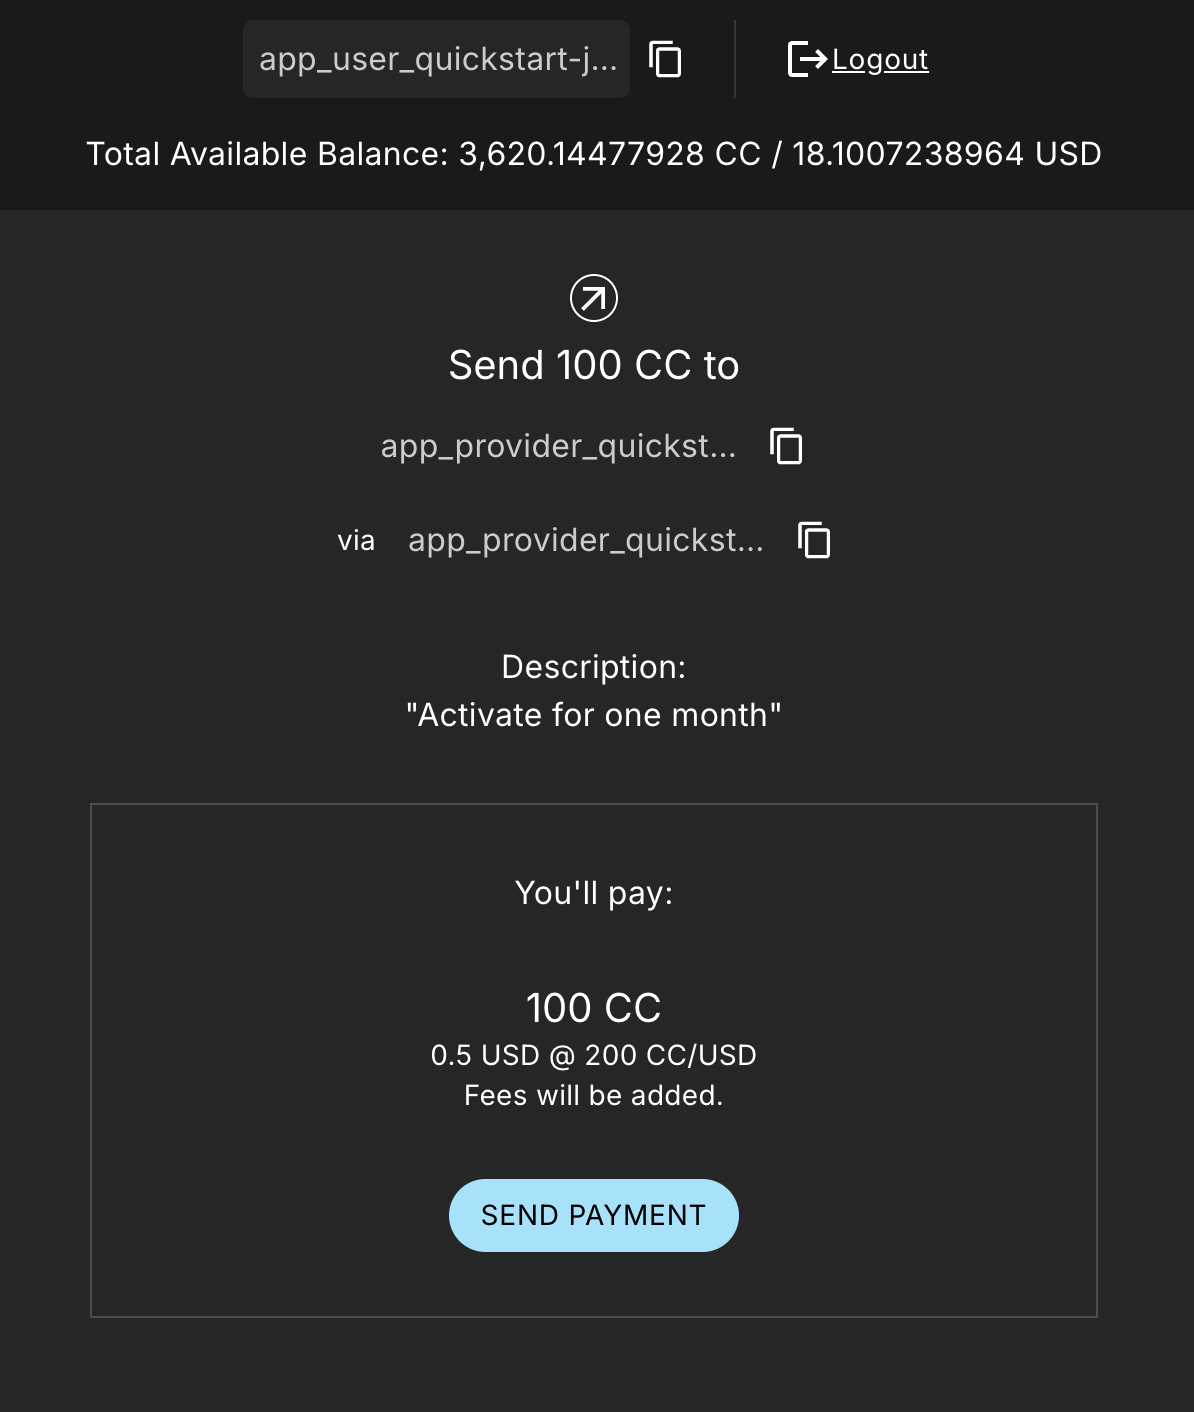 app_user_quickstart-j...
Logout
Total Available Balance: 3,620.14477928 CC / 18.1007238964 USD
Send 100 CC to
app_provider_quickst...
via app_provider_quickst...
Description:
"Activate for one month"
You'll pay:
100 CC
0.5 USD @ 200 CC/USD
Fees will be added.
SEND PAYMENT